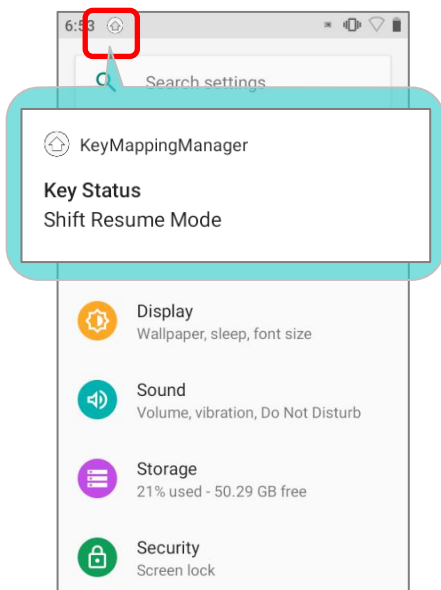 6:53
Search settings
KeyMappingManager
Key Status
Shift Resume Mode
Display
Wallpaper, sleep, font size
Sound
Volume, vibration, Do Not Disturb
Storage
21% used - 50.29 GB free
Security
Screen lock